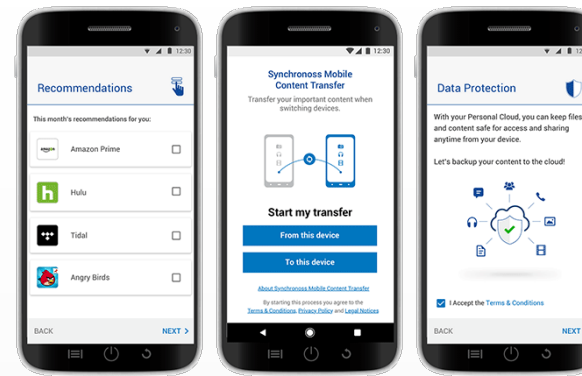 12:30
Recommendations
This month's recommendations for you:
amazon
Amazon Prime
h
Hulu
Tidal
Angry Birds
BACK
NEXT >
12:30
Synchronoss Mobile
Content Transfer
Transfer your important content when
switching devices.
Start my transfer
From this device
To this device
About Synchronoss Mobile Content Transfer
By starting this process you agree to the
Terms & Conditions, Privacy Policy and Legal Notices
Data Protection
With your Personal Cloud, you can keep files
and content safe for access and sharing
anytime from your device.
Let's backup your content to the cloud!
I Accept the Terms & Conditions
BACK
NEXT